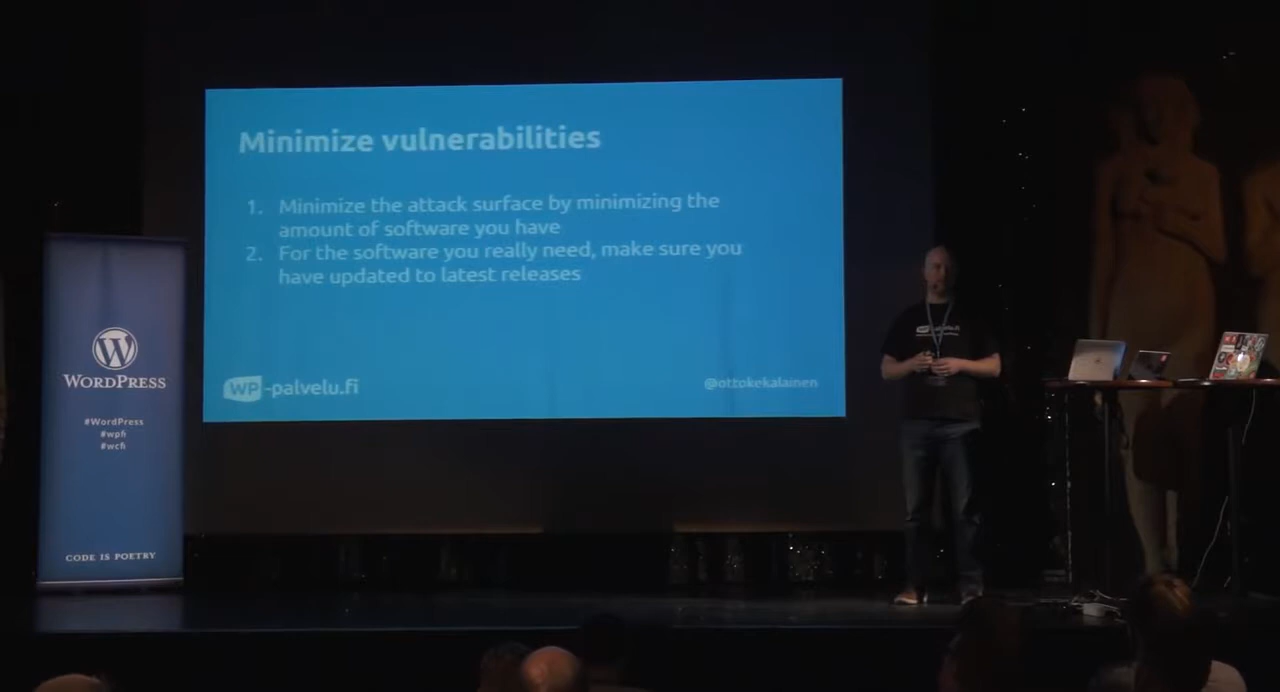 Minimize vulnerabilities
1. Minimize the attack surface by minimizing the
amount of software you have
2. For the software you really need, make sure you
have updated to latest releases
WP-palvelu.fi
@ottokekalainen
WORDPRESS
#WordPress
#wpfi
#wcfi
CODE IS POETRY